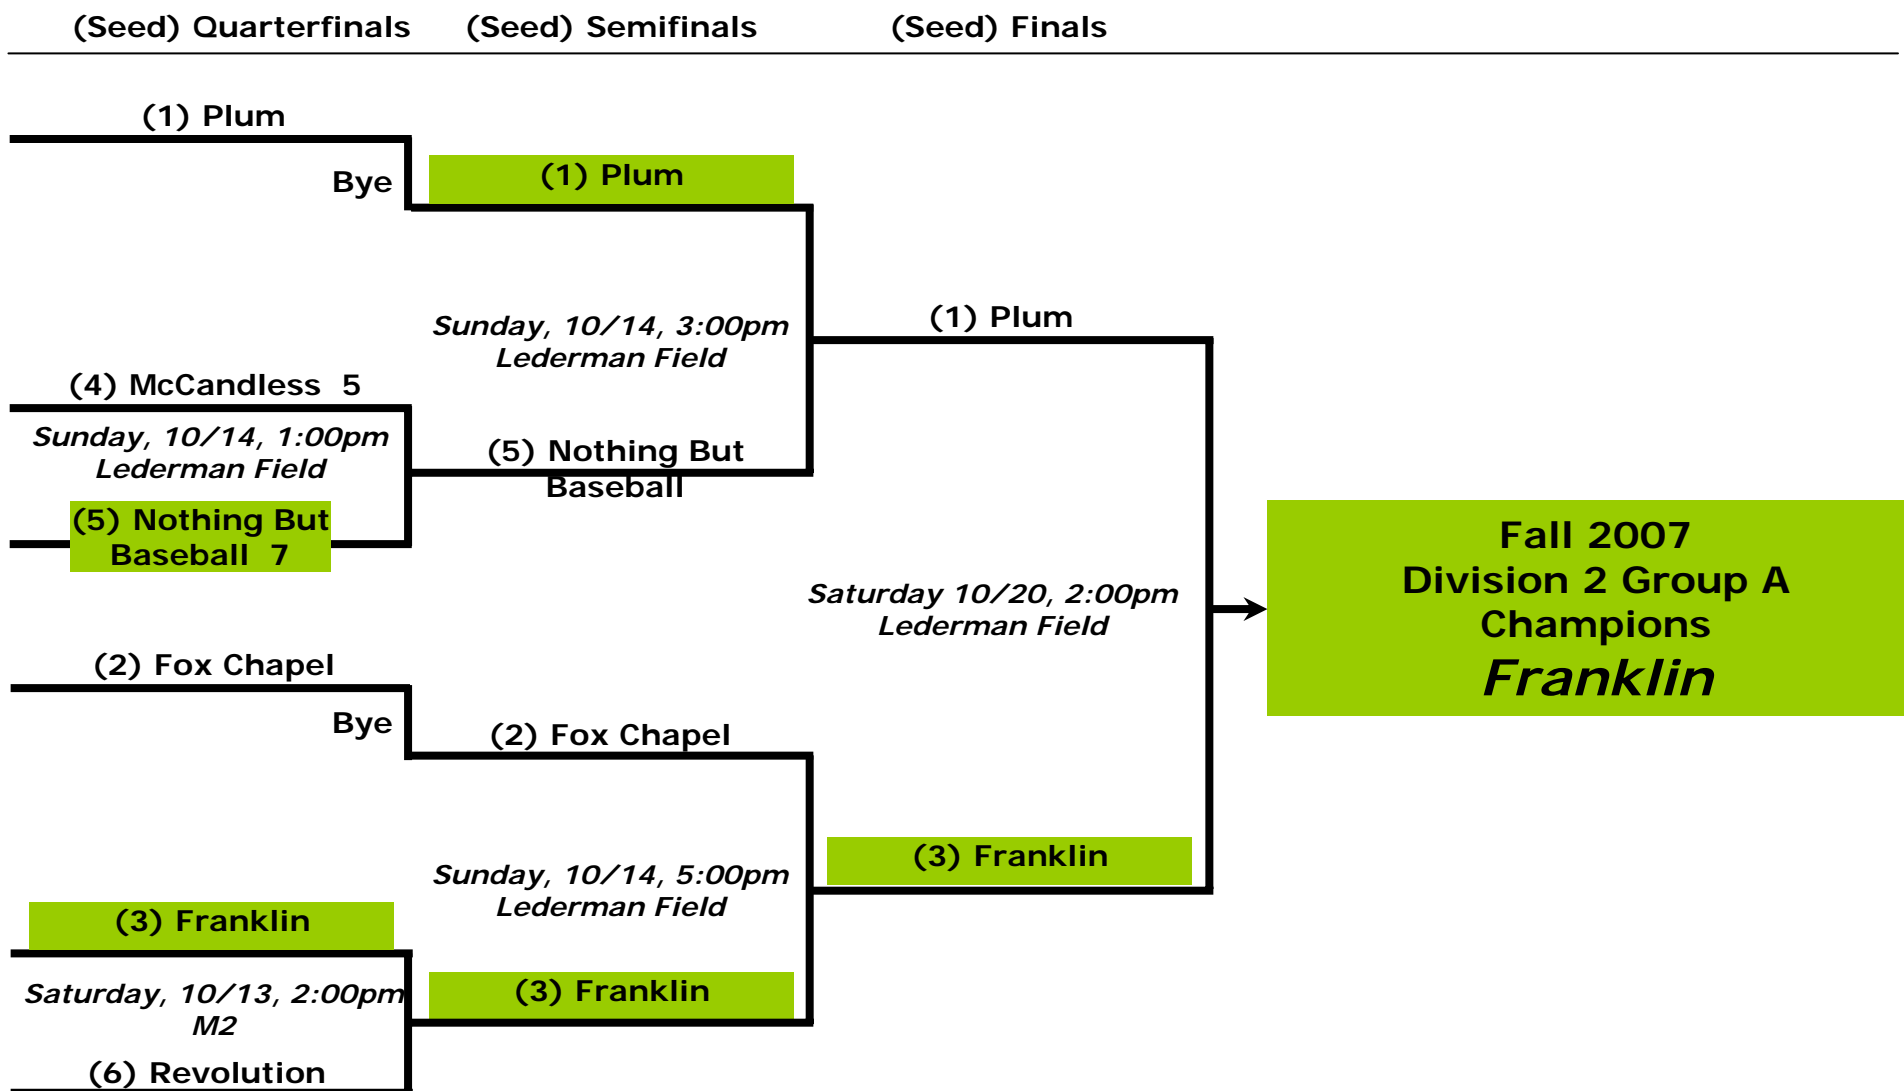 (Seed) Quarterfinals (Seed) Semifinals (Seed) Finals
(1) Plum
Bye
(1) Plum
Sunday, 10/14, 3:00pm
Lederman Field
(1) Plum
(4) McCandless 5
Sunday, 10/14, 1:00pm
Lederman Field
(5) Nothing But
Baseball 7
(5) Nothing But
Baseball
Saturday 10/20, 2:00pm
Lederman Field
Fall 2007
Division 2 Group A
Champions
Franklin
(2) Fox Chapel
Bye
(2) Fox Chapel
Sunday, 10/14, 5:00pm
Lederman Field
(3) Franklin
(3) Franklin
Saturday, 10/13, 2:00pm
M2
(3) Franklin
(6) Revolution